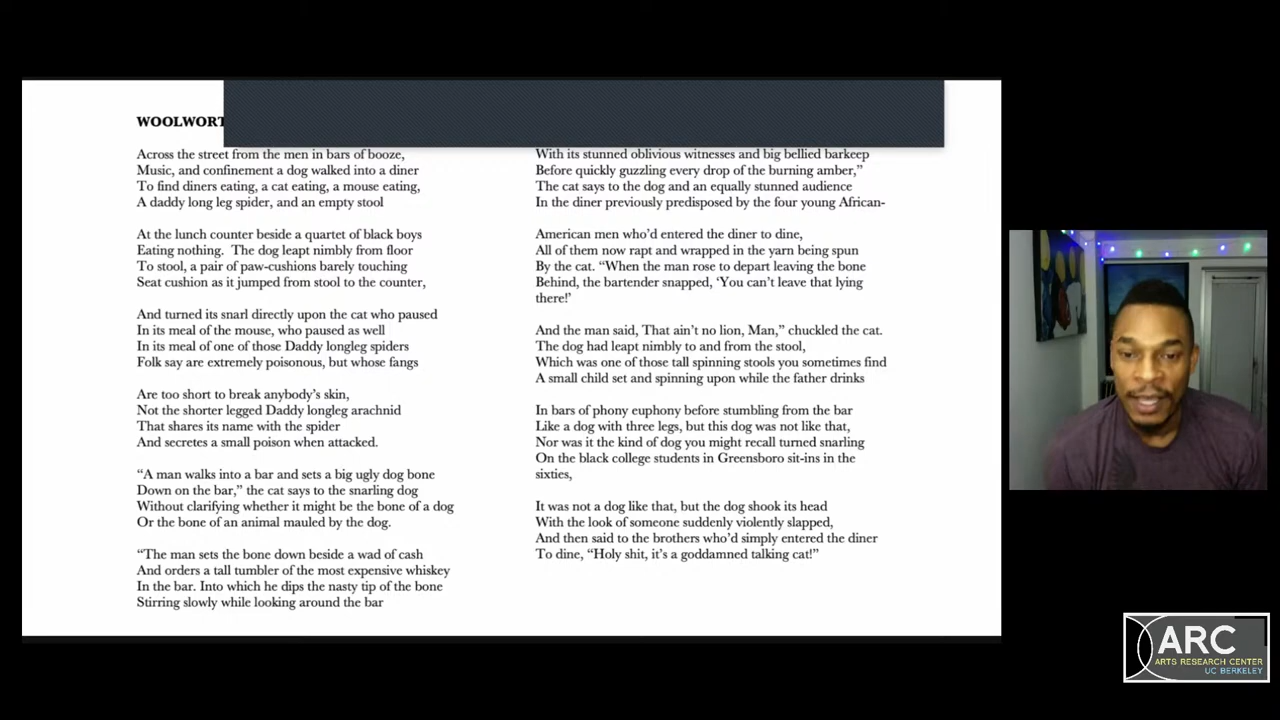 WOOLWORT
Across the street from the men in bars of booze,
Music, and confinement a dog walked into a diner
To find diners eating, a cat eating, a mouse eating,
A daddy long leg spider, and an empty stool
At the lunch counter beside a quartet of black boys
Eating nothing.  The dog leapt nimbly from floor
To stool, a pair of paw-cushions barely touching
Seat cushion as it jumped from stool to the counter,
And turned its snarl directly upon the cat who paused
In its meal of the mouse, who paused as well
In its meal of one of those Daddy longleg spiders
Folk say are extremely poisonous, but whose fangs
Are too short to break anybody’s skin,
Not the shorter legged Daddy longleg arachnid
That shares its name with the spider
And secretes a small poison when attacked.
“A man walks into a bar and sets a big ugly dog bone
Down on the bar,” the cat says to the snarling dog
Without clarifying whether it might be the bone of a dog
Or the bone of an animal mauled by the dog.
“The man sets the bone down beside a wad of cash
And orders a tall tumbler of the most expensive whiskey
In the bar. Into which he dips the nasty tip of the bone
Stirring slowly while looking around the bar
With its stunned oblivious witnesses and big bellied barkeep
Before quickly guzzling every drop of the burning amber,”
The cat says to the dog and an equally stunned audience
In the diner previously predisposed by the four young African-
American men who’d entered the diner to dine,
All of them now rapt and wrapped in the yarn being spun
By the cat. “When the man rose to depart leaving the bone
Behind, the bartender snapped, ‘You can’t leave that lying
there!’
And the man said, That ain’t no lion, Man,” chuckled the cat.
The dog had leapt nimbly to and from the stool,
Which was one of those tall spinning stools you sometimes find
A small child set and spinning upon while the father drinks
In bars of phony euphony before stumbling from the bar
Like a dog with three legs, but this dog was not like that,
Nor was it the kind of dog you might recall turned snarling
On the black college students in Greensboro sit-ins in the
sixties,
It was not a dog like that, but the dog shook its head
With the look of someone suddenly violently slapped,
And then said to the brothers who’d simply entered the diner
To dine, “Holy shit, it’s a goddamned talking cat!”
ARC
ARTS RESEARCH CENTER
UC BERKELEY